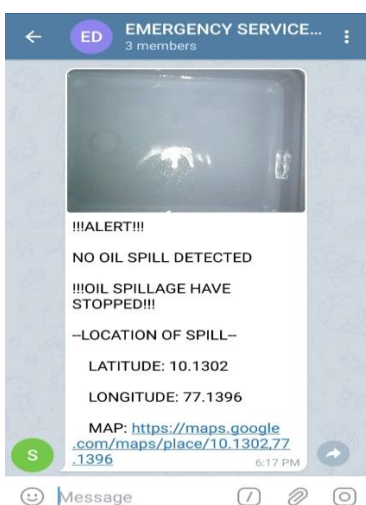 ED
EMERGENCY SERVICE...
3 members
!!!ALERT!!!
NO OIL SPILL DETECTED
!!!OIL SPILLAGE HAVE
STOPPED!!!
--LOCATION OF SPILL--
LATITUDE: 10.1302
LONGITUDE: 77.1396
MAP: https://maps.google
.com/maps/place/10.1302,77
.1396
6:17 PM
S
Message